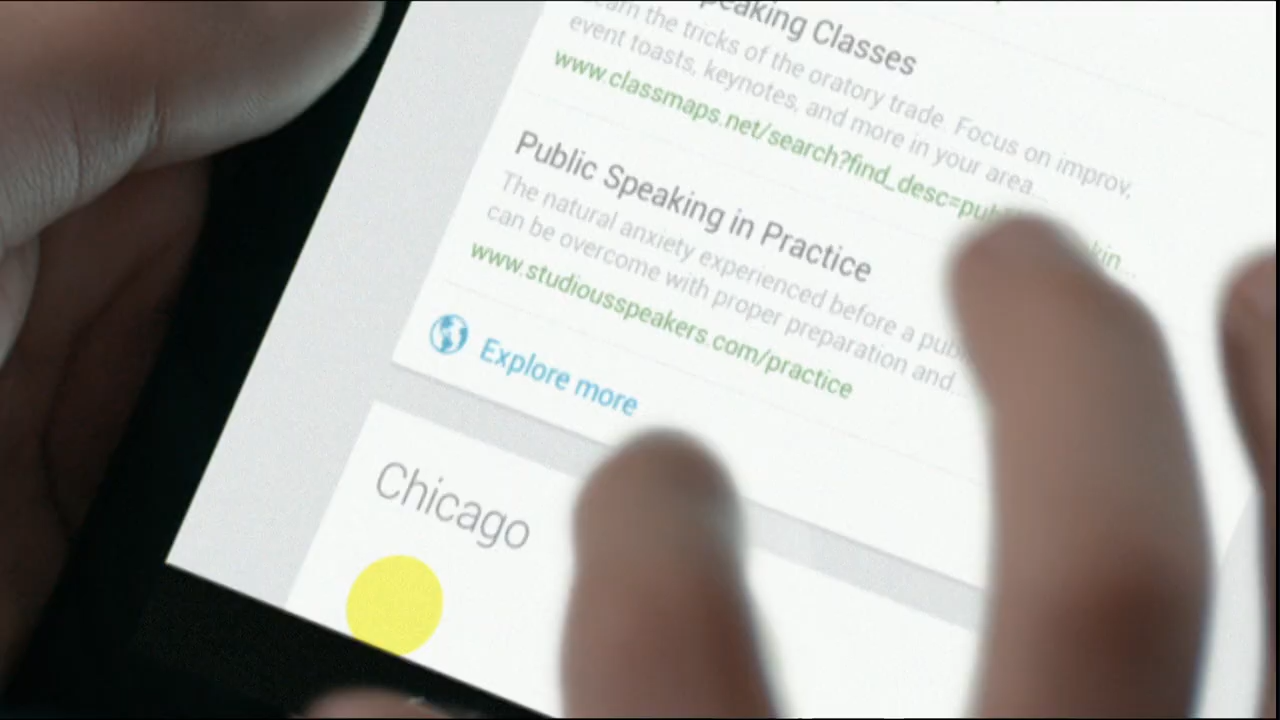 peaking Classes
the tricks of the oratory trade. Focus on improv,
event toasts, keynotes, and more in your area...
www.classmaps.net/search?find_desc=pub kin...
Public Speaking in Practice
The natural anxiety experienced before a pub
can be overcome with proper preparation and...
www.studiousspeakers.com/practice
Explore more
Chicago